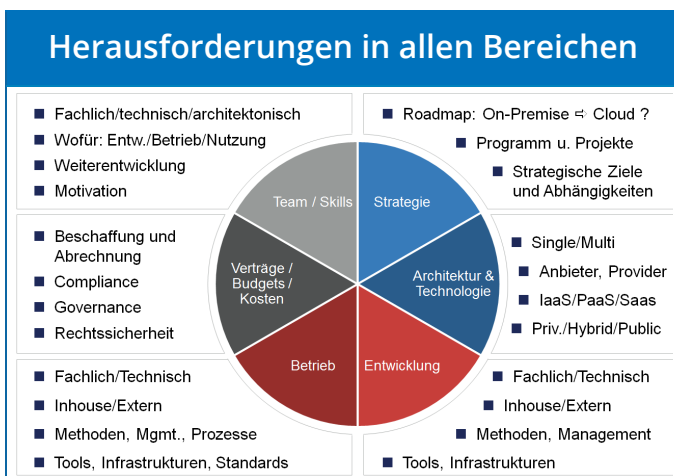 Herausforderungen in allen Bereichen
Fachlich/technisch/architektonisch
Wofür: Entw./Betrieb/Nutzung
Weiterentwicklung
Motivation
Roadmap: On-Premise ⇨ Cloud ?
Programm u. Projekte
Strategische Ziele
und Abhängigkeiten
Team / Skills
Strategie
Beschaffung und
Abrechnung
Compliance
Governance
Rechtssicherheit
Verträge /
Budgets /
Kosten
Architektur &
Technologie
Single/Multi
Anbieter, Provider
IaaS/PaaS/Saas
Priv./Hybrid/Public
Betrieb
Entwicklung
Fachlich/Technisch
Inhouse/Extern
Methoden, Mgmt., Prozesse
Tools, Infrastrukturen, Standards
Fachlich/Technisch
Inhouse/Extern
Methoden, Management
Tools, Infrastrukturen